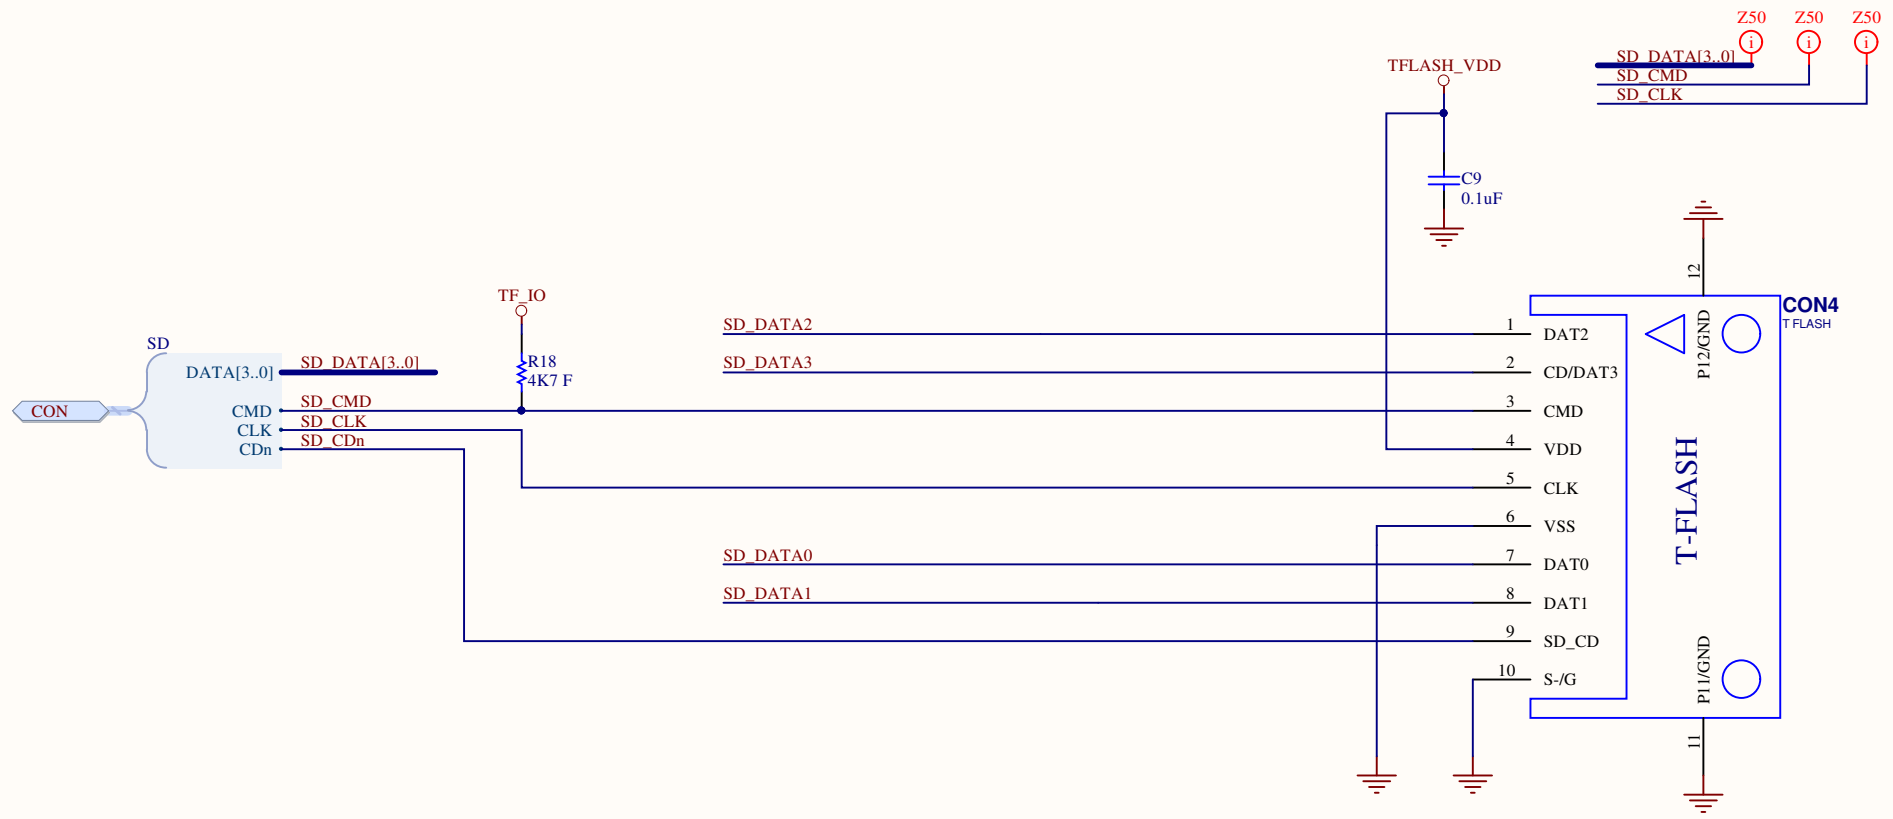 Z50 Z50 Z50
i i i
SD_DATA[3..0]
SD_CMD
SD_CLK
TFLASH_VDD
C9
0.1uF
12
TF_IO
CON4
T FLASH
P12/GND
SD_DATA2 1 DAT2
SD
SD_DATA[3..0]
DATA[3..0]
R18
4K7 F
SD_DATA3 2 CD/DAT3
CON
CMD SD_CMD 3 CMD
CLK SD_CLK
CDn SD_CDn
4 VDD
5 CLK
T-FLASH
6 VSS
SD_DATA0 7 DAT0
SD_DATA1 8 DAT1
9 SD_CD
10 S-/G
P11/GND
11